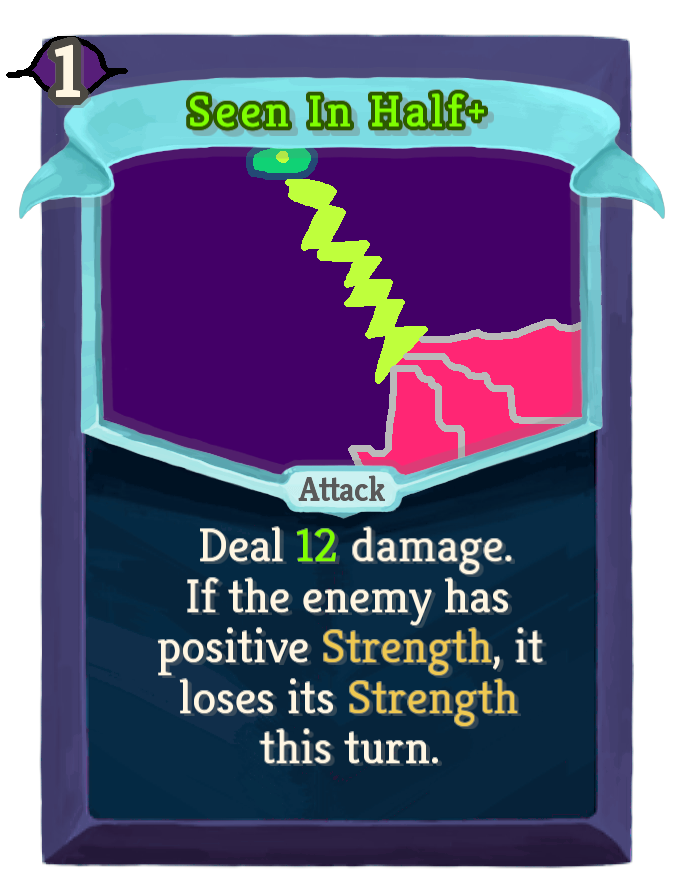 1
Seen In Half+
Attack
Deal 12 damage.
If the enemy has
positive Strength, it
loses its Strength
this turn.